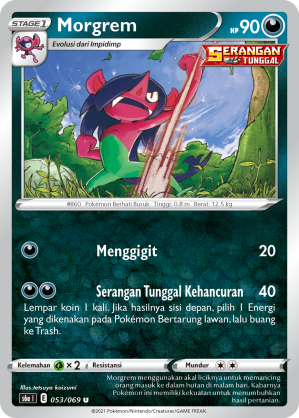 STAGE 1 Morgrem HP 90
Evolusi dari Impidimp
SERANGAN
TUNGGAL
#860 Pokémon Berhati Buruk Tinggi: 0.8 m Berat: 12.5 kg
Menggigit 20
Serangan Tunggal Kehancuran 40
Lempar koin 1 kali. Jika hasilnya sisi depan, pilih 1 Energi
yang dikenakan pada Pokémon Bertarung lawan, lalu buang
ke Trash.
Kelemahan ×2 Resistansi Mundur
Illus. tetsuya koizumi
053/069 U
Morgrem menggunakan akal liciknya untuk memancing
orang masuk ke dalam hutan di malam hari. Kabarnya
Pokémon ini memiliki kekuatan untuk menumbuhkan
hasil pertanian.
©2021 Pokémon/Nintendo/Creatures/GAME FREAK